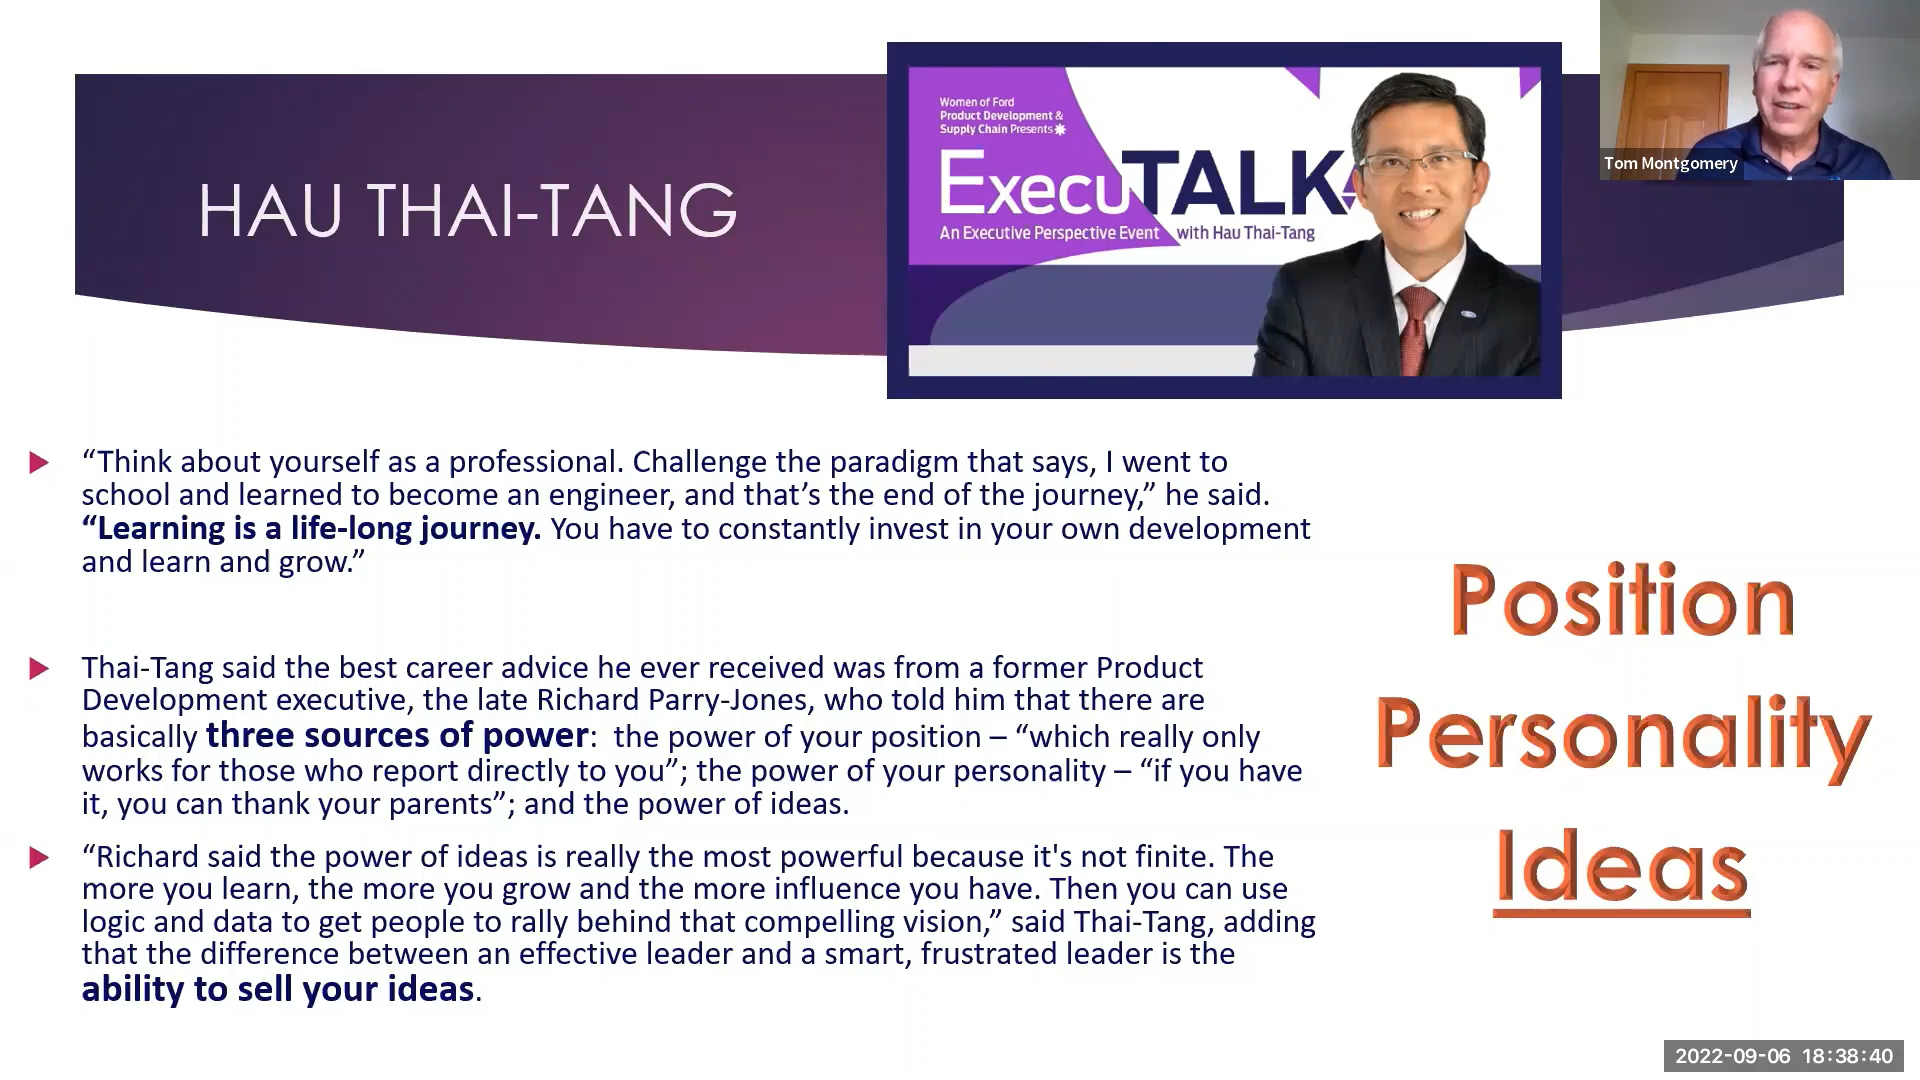 HAU THAI-TANG
Women of Ford
Product Development &
Supply Chain Presents
ExecuTALK
An Executive Perspective Event with Hau Thai-Tang
Tom Montgomery
“Think about yourself as a professional. Challenge the paradigm that says, I went to
school and learned to become an engineer, and that’s the end of the journey,” he said.
“Learning is a life-long journey. You have to constantly invest in your own development
and learn and grow.”
Thai-Tang said the best career advice he ever received was from a former Product
Development executive, the late Richard Parry-Jones, who told him that there are
basically three sources of power: the power of your position – “which really only
works for those who report directly to you”; the power of your personality – “if you have
it, you can thank your parents”; and the power of ideas.
“Richard said the power of ideas is really the most powerful because it's not finite. The
more you learn, the more you grow and the more influence you have. Then you can use
logic and data to get people to rally behind that compelling vision,” said Thai-Tang, adding
that the difference between an effective leader and a smart, frustrated leader is the
ability to sell your ideas.
Position
Personality
Ideas
2022-09-06 18:38:40